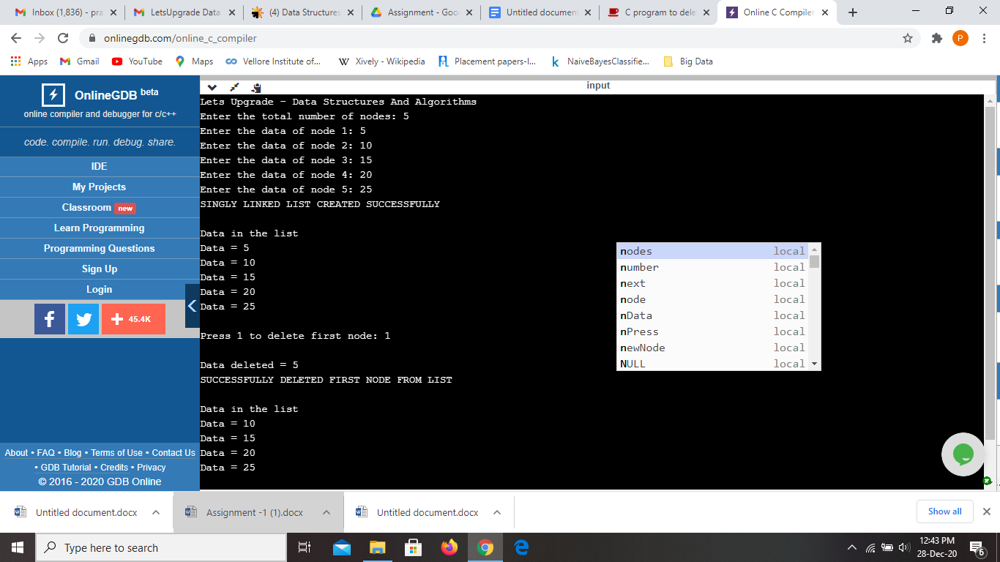 Inbox (1,836) - pra
LetsUpgrade Data
(4) Data Structures
Assignment - Goo
Untitled document
C program to dele
Online C Compiler
onlinegdb.com/online_c_compiler
P
Apps
Gmail
YouTube
Maps
Vellore Institute of...
Xively - Wikipedia
Placement papers-I...
NaiveBayesClassifie...
Big Data
OnlineGDB beta
online compiler and debugger for c/c++
code. compile. run. debug. share.
IDE
My Projects
Classroom new
Learn Programming
Programming Questions
Sign Up
Login
45.4K
About • FAQ • Blog • Terms of Use • Contact Us
• GDB Tutorial • Credits • Privacy
© 2016 - 2020 GDB Online
input
Lets Upgrade - Data Structures And Algorithms
Enter the total number of nodes: 5
Enter the data of node 1: 5
Enter the data of node 2: 10
Enter the data of node 3: 15
Enter the data of node 4: 20
Enter the data of node 5: 25
SINGLY LINKED LIST CREATED SUCCESSFULLY
Data in the list
Data = 5
Data = 10
Data = 15
Data = 20
Data = 25
Press 1 to delete first node: 1
Data deleted = 5
SUCCESSFULLY DELETED FIRST NODE FROM LIST
Data in the list
Data = 10
Data = 15
Data = 20
Data = 25
nodes local
number local
next local
node local
nData local
nPress local
newNode local
NULL local
Untitled document.docx
Assignment -1 (1).docx
Untitled document.docx
Show all
Type here to search
12:43 PM
28-Dec-20
6